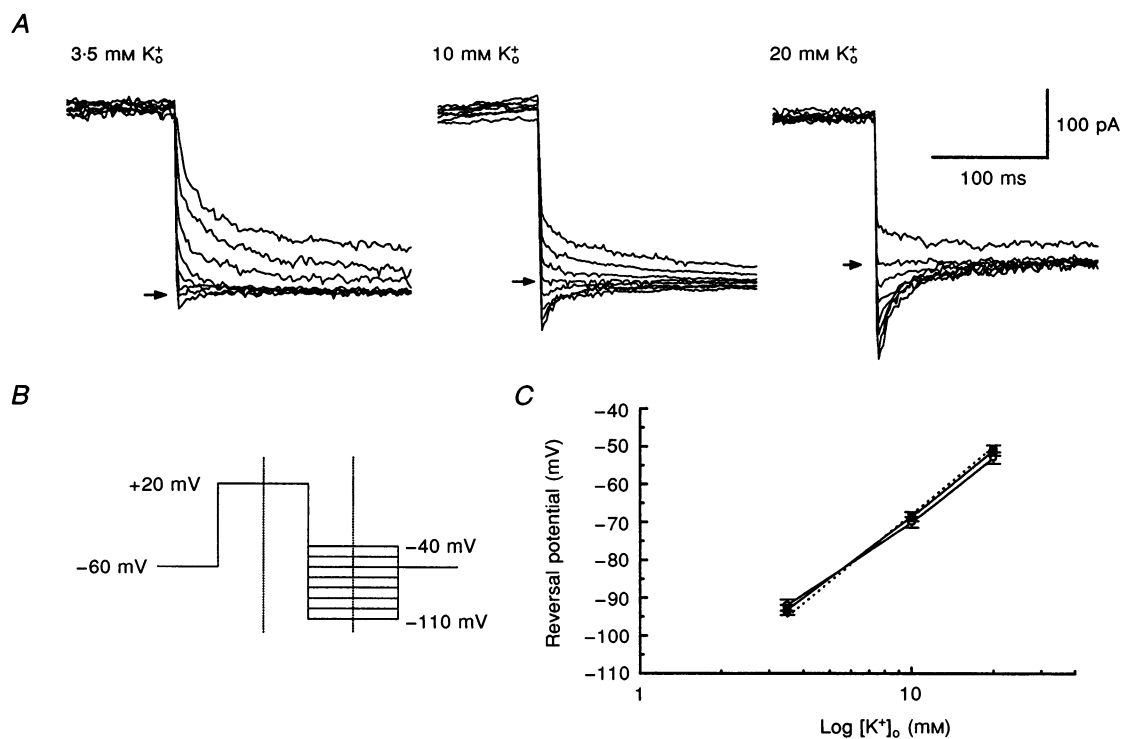 A
3·5 mM K⁺ₒ
10 mM K⁺ₒ
20 mM K⁺ₒ
100 pA
100 ms
B
+20 mV
−60 mV
−40 mV
−110 mV
C
Reversal potential (mV)
−40
−50
−60
−70
−80
−90
−100
−110
1
10
Log [K⁺]ₒ (mM)